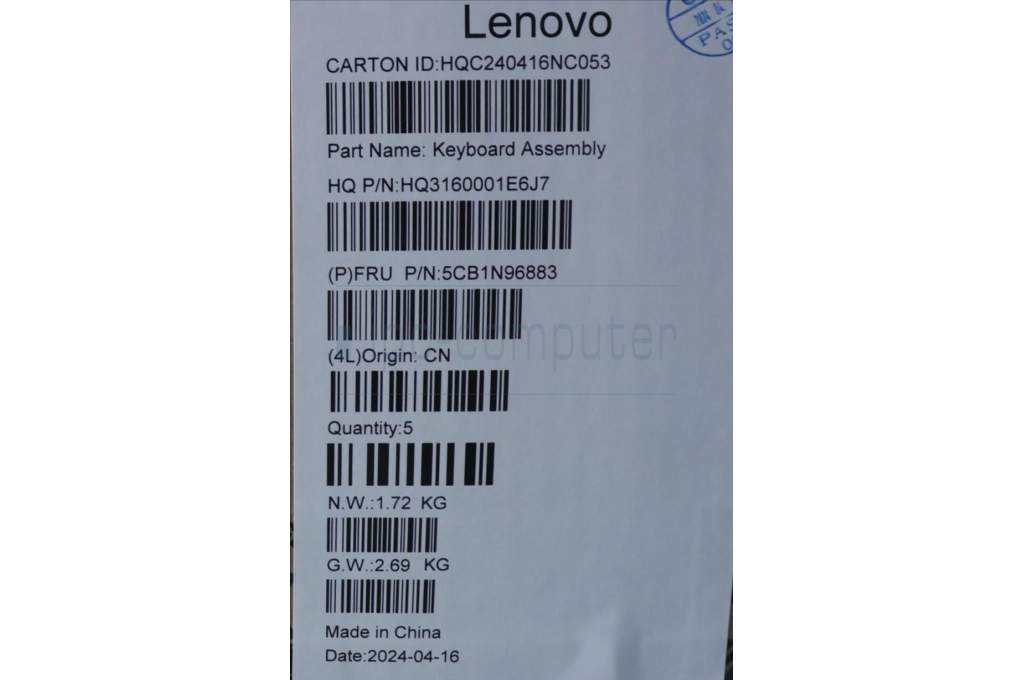 Lenovo
CARTON ID:HQC240416NC053
Part Name: Keyboard Assembly
HQ P/N:HQ3160001E6J7
(P)FRU P/N:5CB1N96883
computer
(4L)Origin: CN
Quantity:5
N.W.:1.72 KG
G.W.:2.69 KG
Made in China
Date:2024-04-16